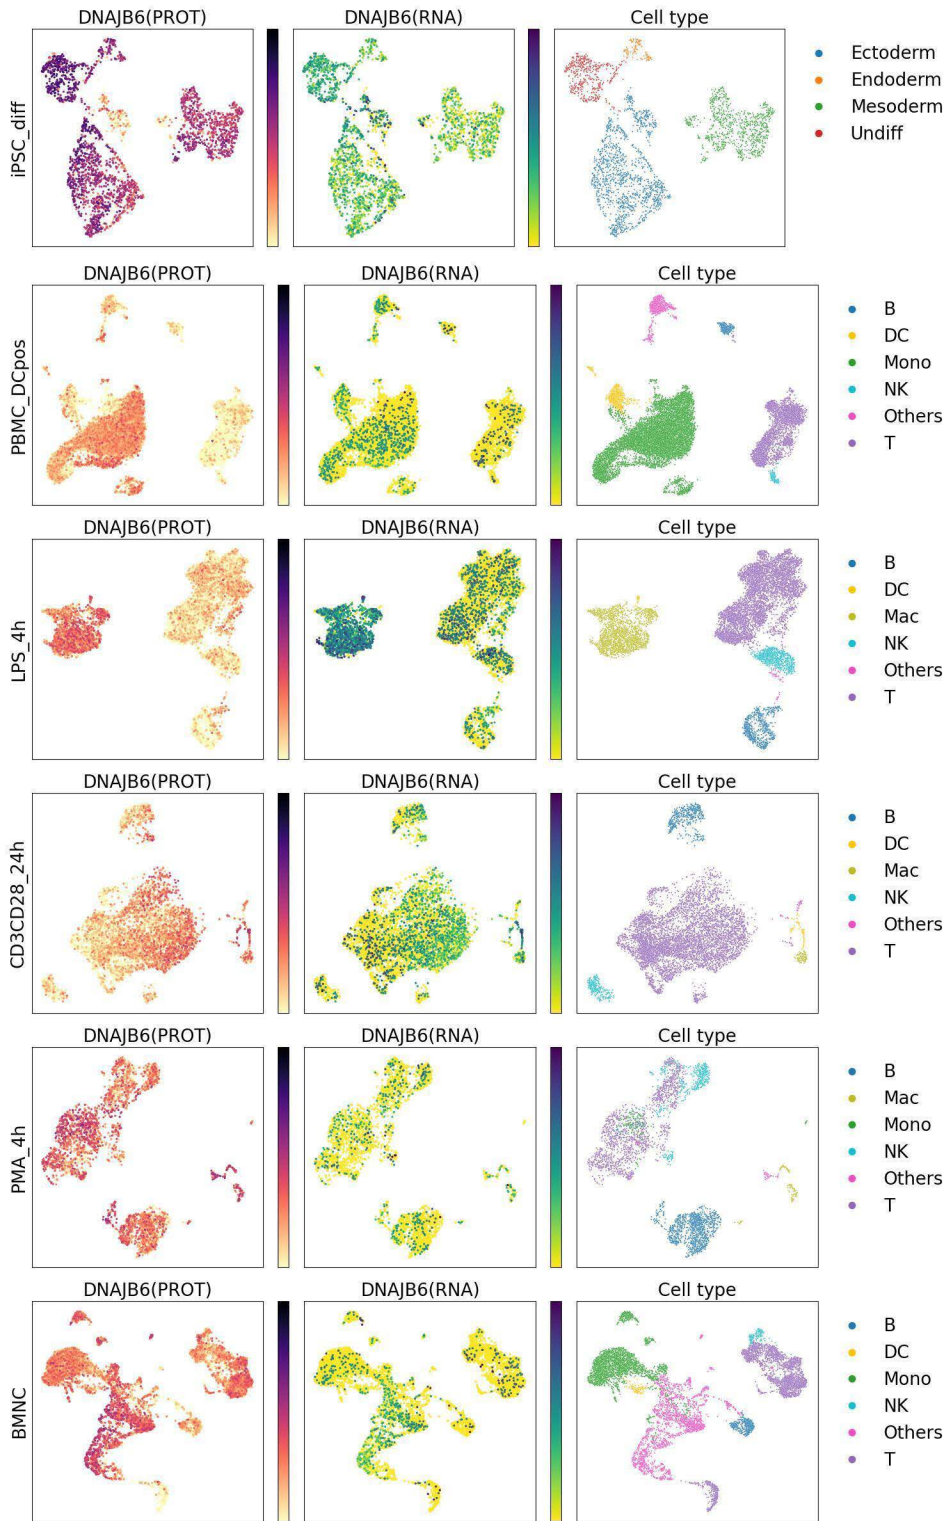 DNAJB6(PROT) DNAJB6(RNA) Cell type
iPSC_diff
Ectoderm
Endoderm
Mesoderm
Undiff
DNAJB6(PROT) DNAJB6(RNA) Cell type
PBMC_DCpos
B
DC
Mono
NK
Others
T
DNAJB6(PROT) DNAJB6(RNA) Cell type
LPS_4h
B
DC
Mac
NK
Others
T
DNAJB6(PROT) DNAJB6(RNA) Cell type
CD3CD28_24h
B
DC
Mac
NK
Others
T
DNAJB6(PROT) DNAJB6(RNA) Cell type
PMA_4h
B
Mac
Mono
NK
Others
T
DNAJB6(PROT) DNAJB6(RNA) Cell type
BMNC
B
DC
Mono
NK
Others
T